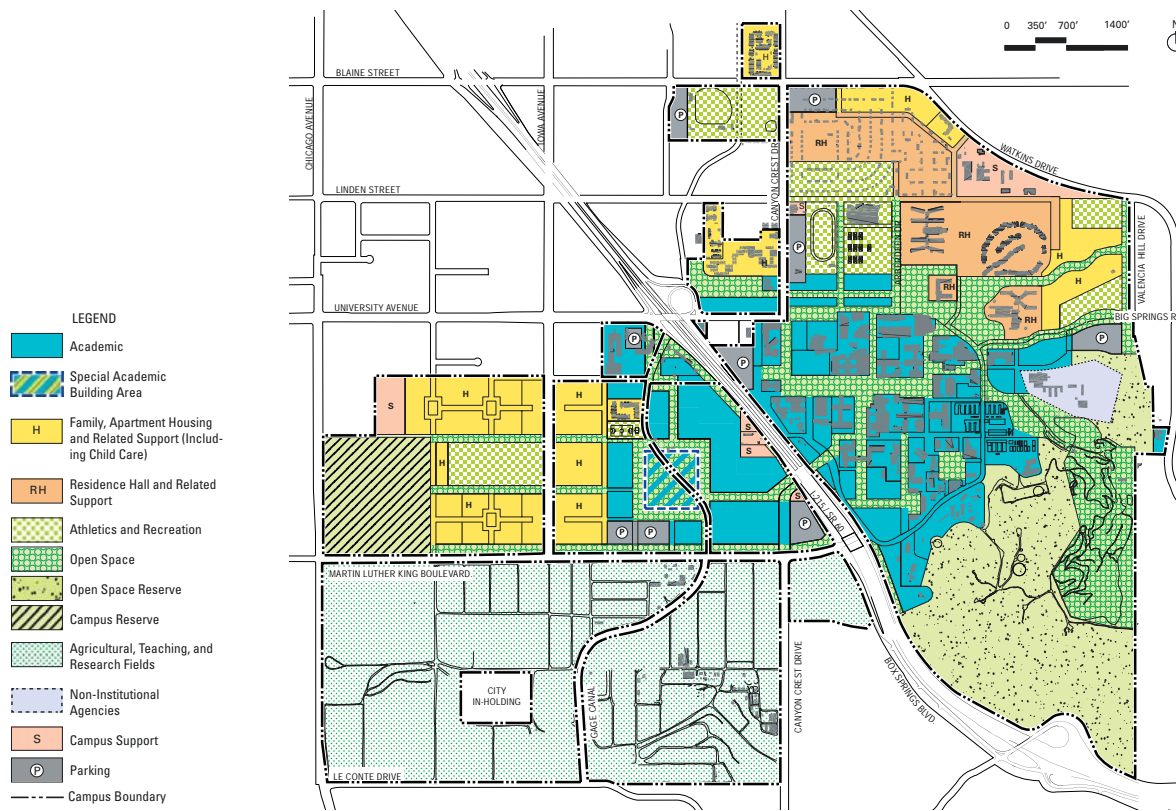 0 350' 700' 1400'
N
BLAINE STREET
CHICAGO AVENUE
IOWA AVENUE
CANYON CREST DR
WATKINS DRIVE
LINDEN STREET
VALENCIA HILL DRIVE
UNIVERSITY AVENUE
BIG SPRINGS R
I-215 / SR 60
MARTIN LUTHER KING BOULEVARD
CITY
IN-HOLDING
GAGE CANAL
CANYON CREST DRIVE
BOX SPRINGS BLVD.
LE CONTE DRIVE
H
P
P
H
RH
S
S
P
RH
H
H
RH
H
RH
P
P
P
S
H
H
H
H
S
S
H
H
H
S
P
P
P
LEGEND
Academic
Special Academic
Building Area
H
Family, Apartment Housing
and Related Support (Includ-
ing Child Care)
RH
Residence Hall and Related
Support
Athletics and Recreation
Open Space
Open Space Reserve
Campus Reserve
Agricultural, Teaching, and
Research Fields
Non-Institutional
Agencies
S
Campus Support
P
Parking
Campus Boundary